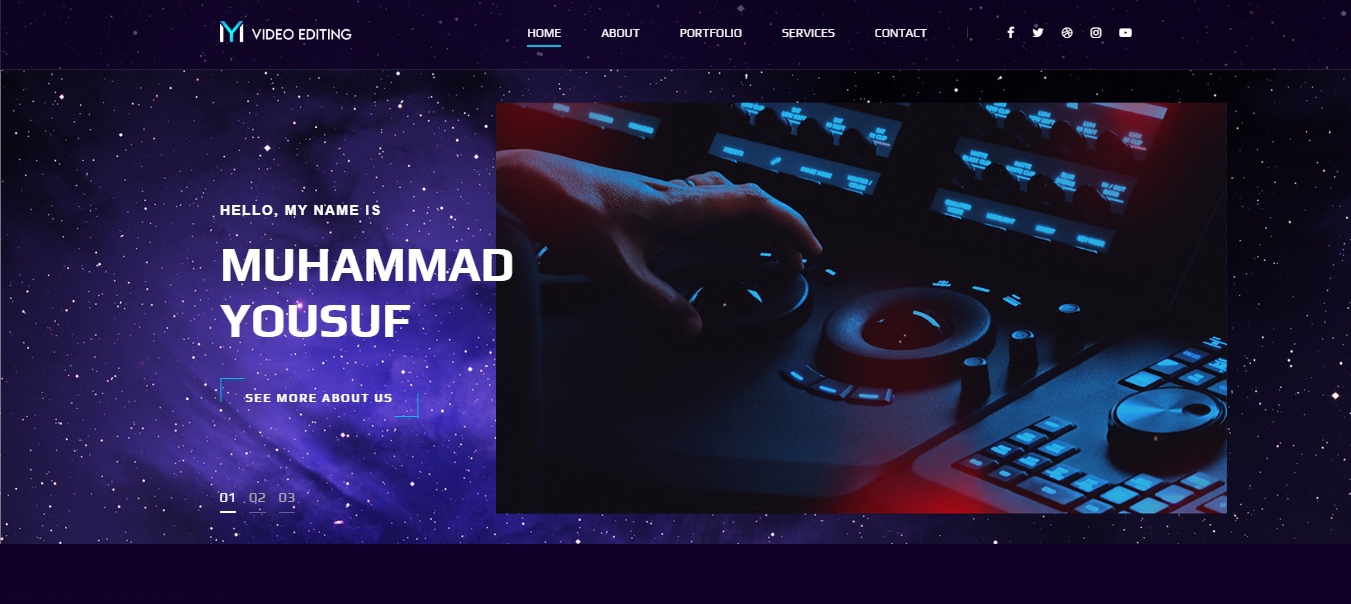 VIDEO EDITING
HOME ABOUT PORTFOLIO SERVICES CONTACT
HELLO, MY NAME IS
MUHAMMAD
YOUSUF
SEE MORE ABOUT US
01 02 03